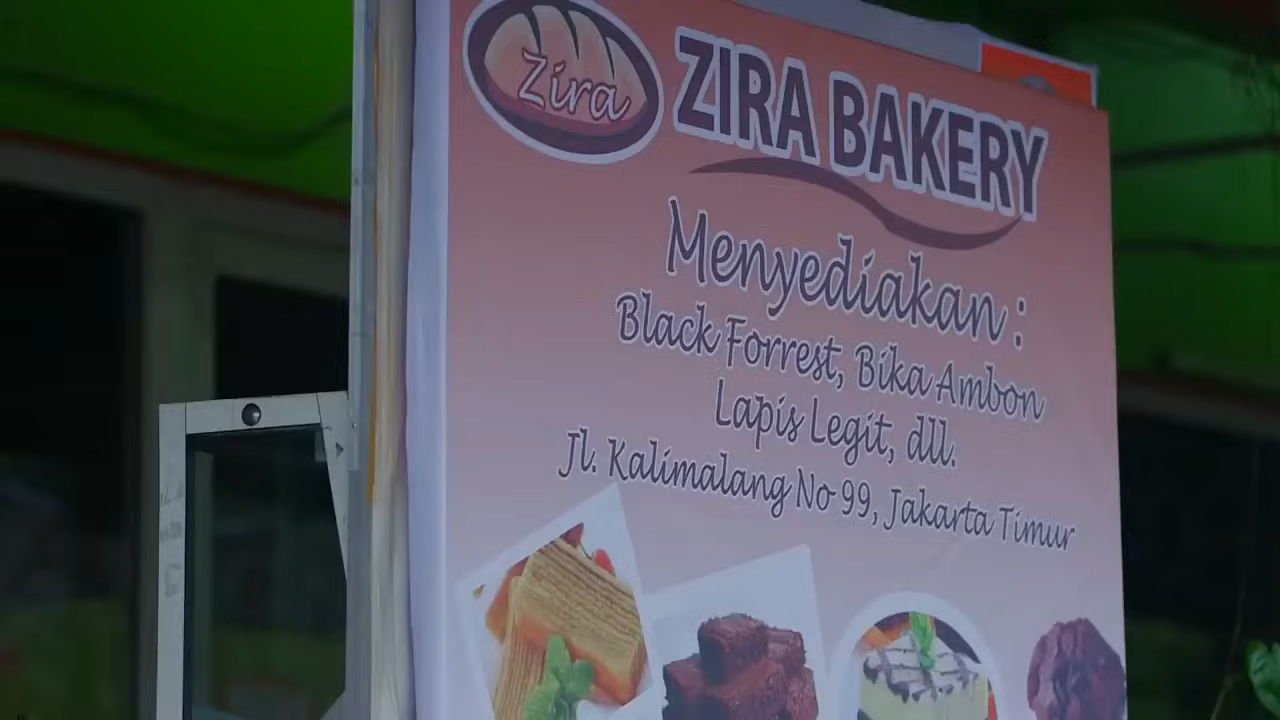 Zira
ZIRA BAKERY
Menyediakan :
Black Forrest, Bika Ambon
Lapis Legit, dll.
Jl. Kalimalang No 99, Jakarta Timur